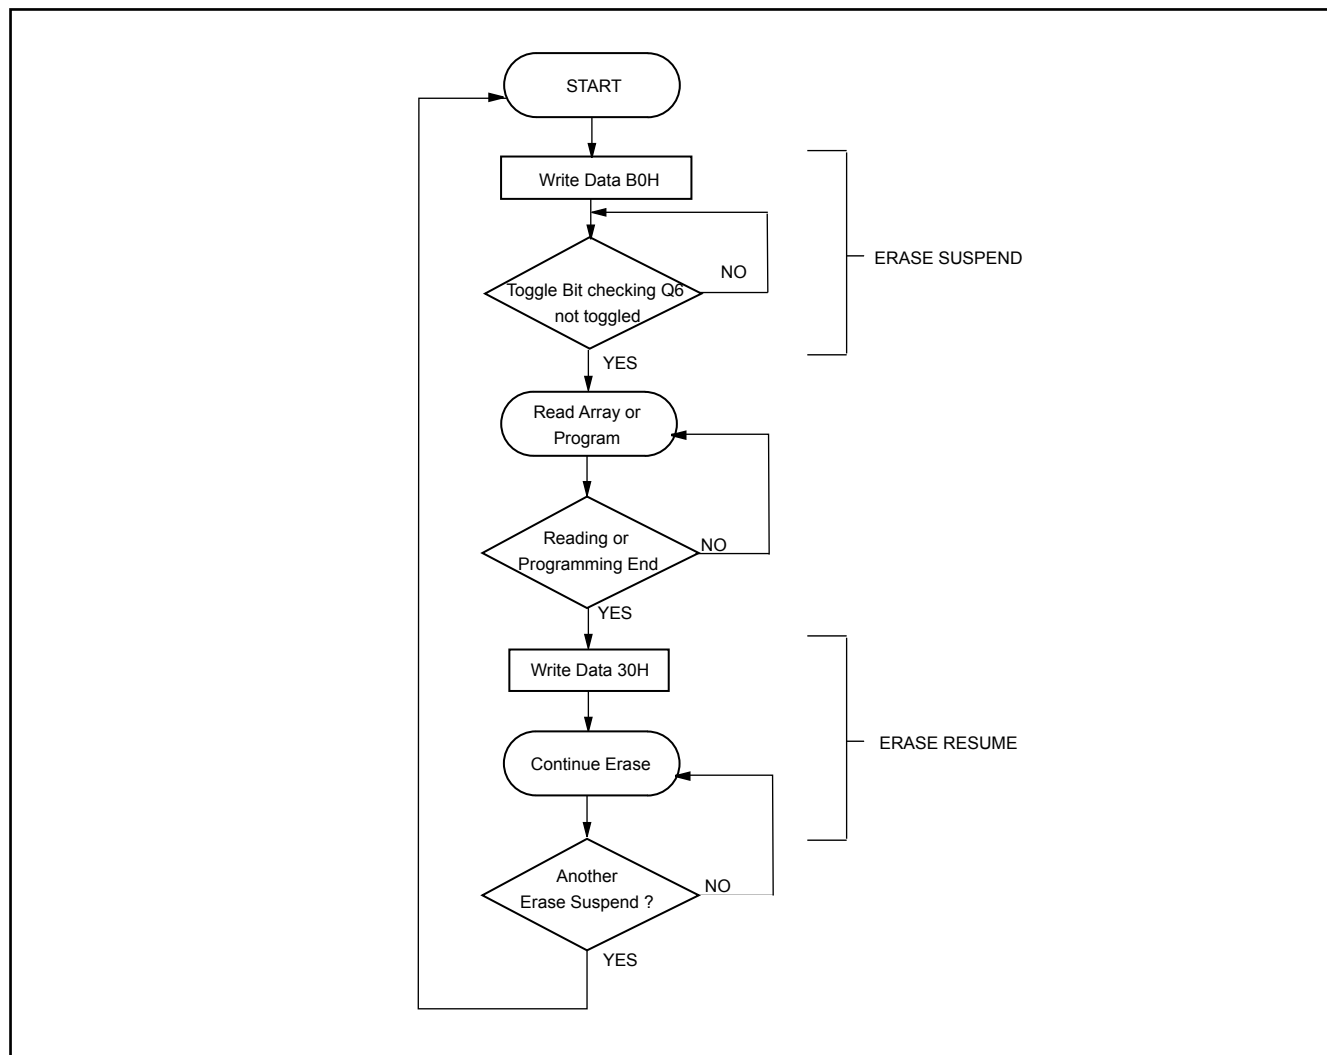 START
Write Data B0H
ERASE SUSPEND
NO
Toggle Bit checking Q6
not toggled
YES
Read Array or
Program
Reading or
Programming End
NO
YES
Write Data 30H
ERASE RESUME
Continue Erase
Another
Erase Suspend ?
NO
YES